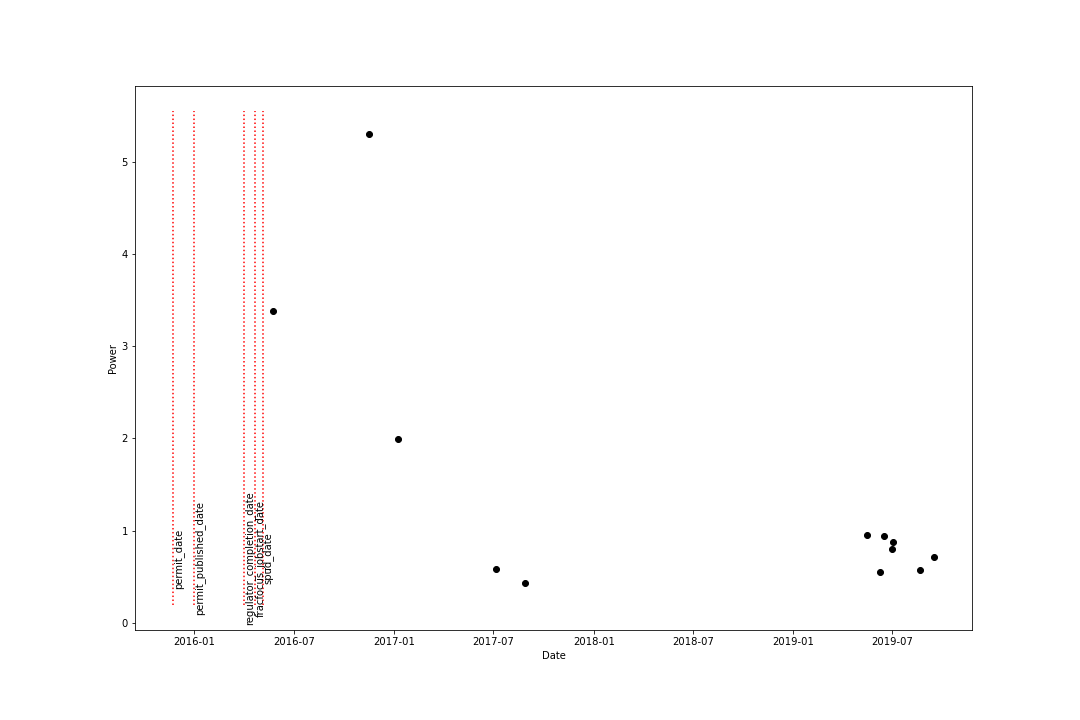 5
4
3
2
1
0
Power
permit_date
permit_published_date
regulator_completion_date
fracfocus_jobstart_date
spud_date
2016-01
2016-07
2017-01
2017-07
2018-01
2018-07
2019-01
2019-07
Date